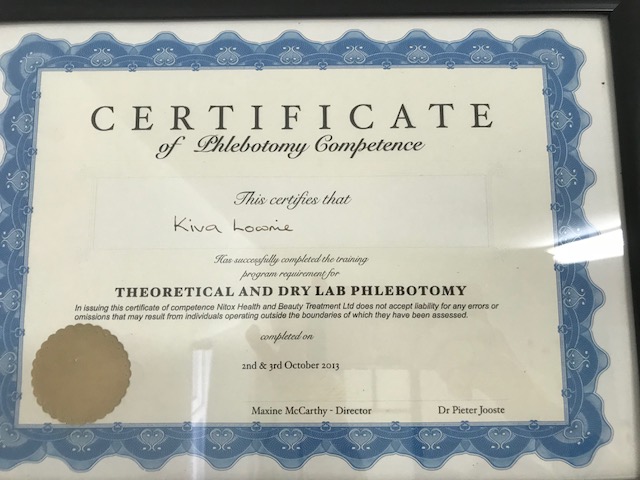 CERTIFICATE
of Phlebotomy Competence
This certifies that
Kiva Lowrie
Has successfully completed the training
program requirement for
THEORETICAL AND DRY LAB PHLEBOTOMY
In issuing this certificate of competence Nitox Health and Beauty Treatment Ltd does not accept liability for any errors or
omissions that may result from individuals operating outside the boundaries of which they have been assessed.
completed on
2nd & 3rd October 2013
Maxine McCarthy - Director Dr Pieter Jooste